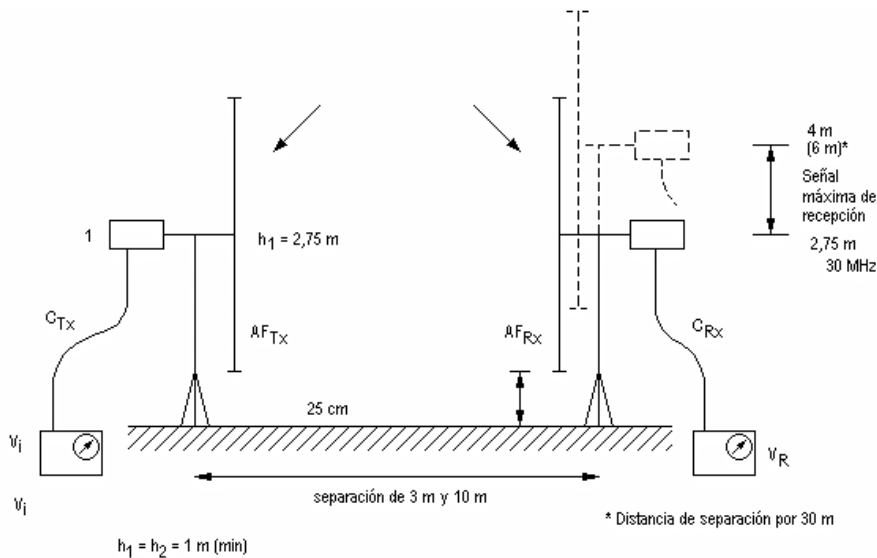 4 m
(6 m)*
Señal
máxima de
recepción
1
h1 = 2,75 m
2,75 m
30 MHz
CTx
AFTx
AFRx
CRx
25 cm
Vi
VR
Vi
separación de 3 m y 10 m
* Distancia de separación por 30 m
h1 = h2 = 1 m (min)